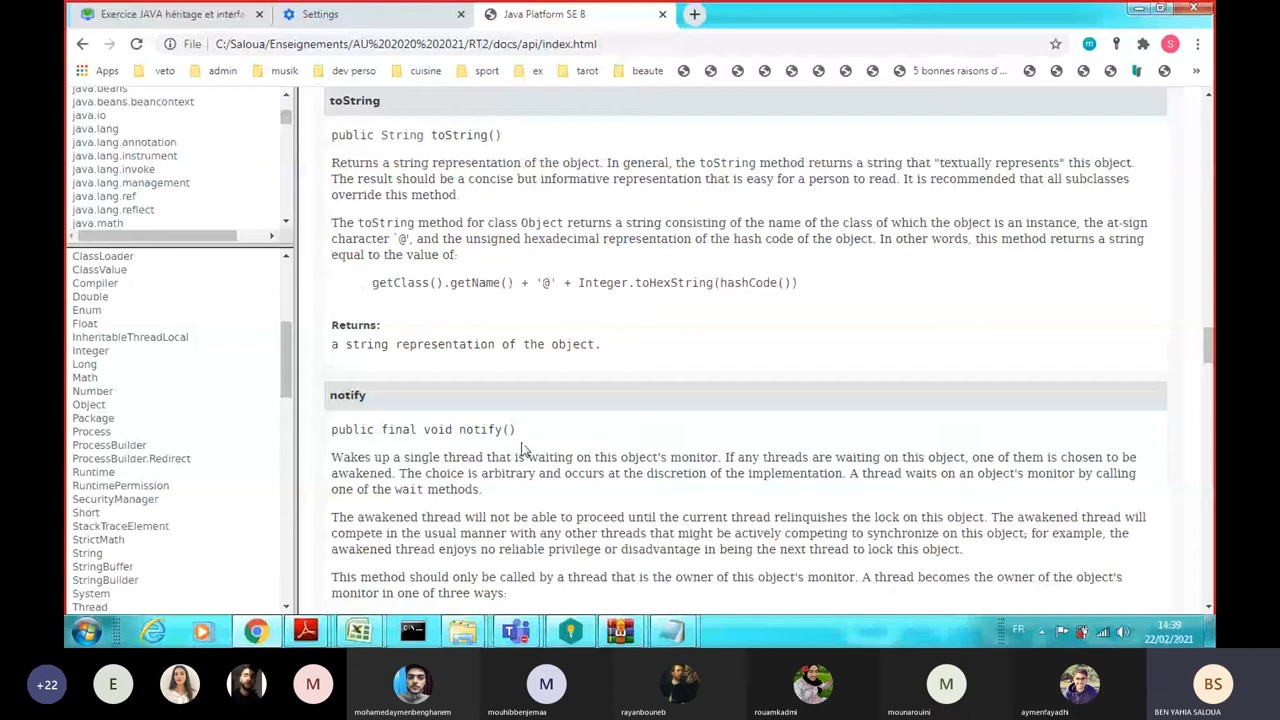 Exercice JAVA héritage et interfa
Settings
Java Platform SE 8
File
C:/Saloua/Enseignements/AU%202020%202021/RT2/docs/api/index.html
m
S
Apps
veto
admin
musik
dev perso
cuisine
sport
ex
tarot
beaute
5 bonnes raisons d'...
»
java.beans
java.beans.beancontext
java.io
java.lang
java.lang.annotation
java.lang.instrument
java.lang.invoke
java.lang.management
java.lang.ref
java.lang.reflect
java.math
ClassLoader
ClassValue
Compiler
Double
Enum
Float
InheritableThreadLocal
Integer
Long
Math
Number
Object
Package
Process
ProcessBuilder
ProcessBuilder.Redirect
Runtime
RuntimePermission
SecurityManager
Short
StackTraceElement
StrictMath
String
StringBuffer
StringBuilder
System
Thread
toString
public String toString()
Returns a string representation of the object. In general, the toString method returns a string that "textually represents" this object.
The result should be a concise but informative representation that is easy for a person to read. It is recommended that all subclasses
override this method.
The toString method for class Object returns a string consisting of the name of the class of which the object is an instance, the at-sign
character `@', and the unsigned hexadecimal representation of the hash code of the object. In other words, this method returns a string
equal to the value of:
getClass().getName() + '@' + Integer.toHexString(hashCode())
Returns:
a string representation of the object.
notify
public final void notify()
Wakes up a single thread that is waiting on this object's monitor. If any threads are waiting on this object, one of them is chosen to be
awakened. The choice is arbitrary and occurs at the discretion of the implementation. A thread waits on an object's monitor by calling
one of the wait methods.
The awakened thread will not be able to proceed until the current thread relinquishes the lock on this object. The awakened thread will
compete in the usual manner with any other threads that might be actively competing to synchronize on this object; for example, the
awakened thread enjoys no reliable privilege or disadvantage in being the next thread to lock this object.
This method should only be called by a thread that is the owner of this object's monitor. A thread becomes the owner of the object's
monitor in one of three ways:
FR
14:39
22/02/2021
+22
E
M
M
M
BS
mohamedaymenbenghanem
mouhibbenjemaa
rayanbouneb
rouamkadmi
mounarouini
aymenfayadhi
BEN YAHIA SALOUA